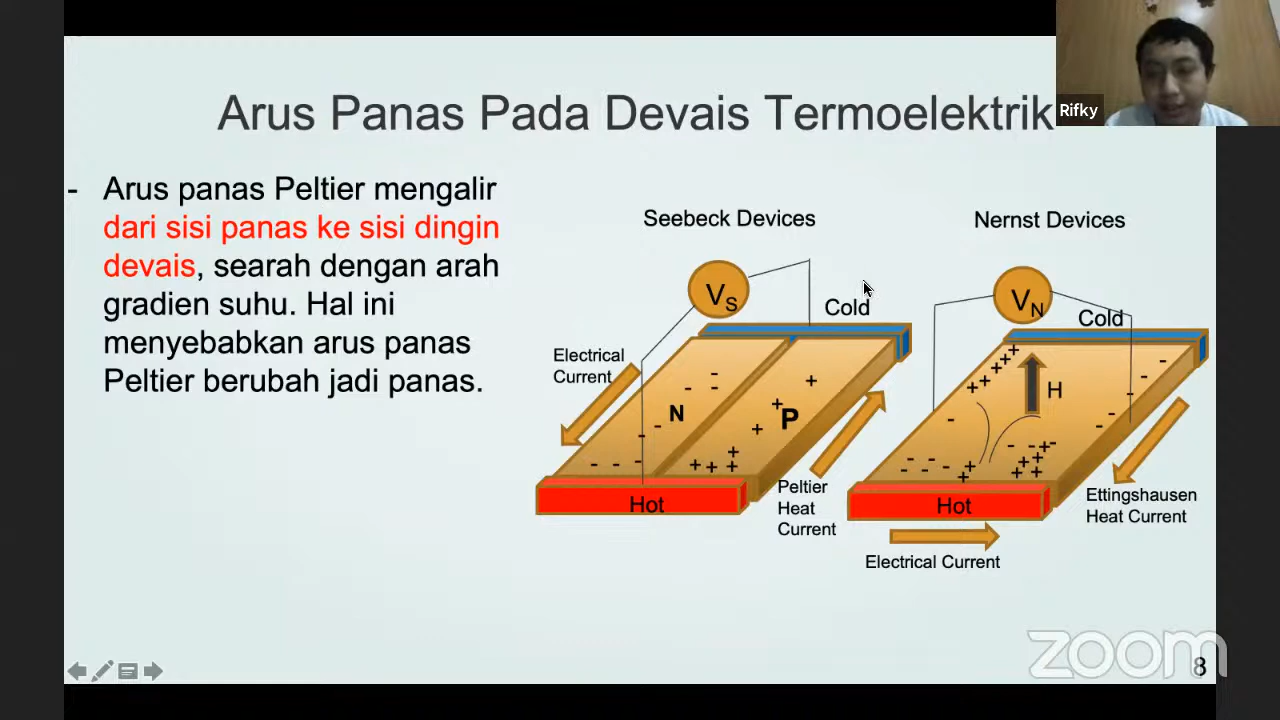 Arus Panas Pada Devais Termoelektrik
Rifky
- Arus panas Peltier mengalir
dari sisi panas ke sisi dingin
devais, searah dengan arah
gradien suhu. Hal ini
menyebabkan arus panas
Peltier berubah jadi panas.
Seebeck Devices
VS
Cold
Electrical
Current
N
P
Hot
Peltier
Heat
Current
Nernst Devices
VN
Cold
H
Hot
Ettingshausen
Heat Current
Electrical Current
zoom
8